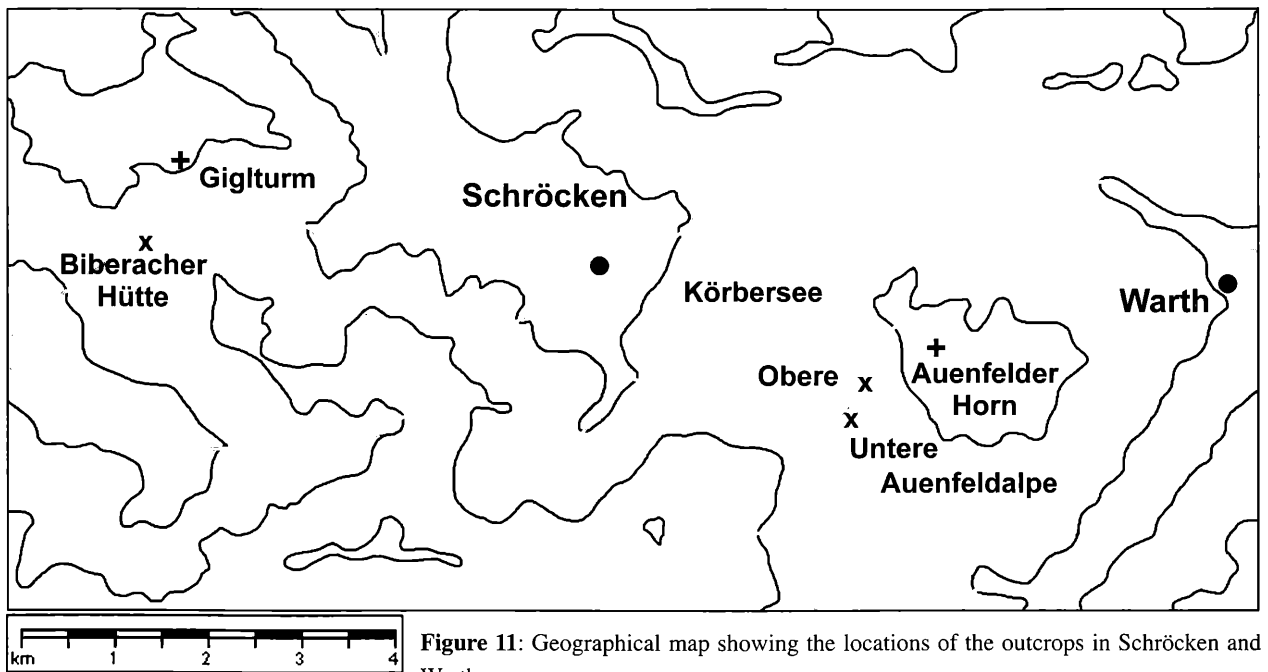 Giglturm
Schröcken
Biberacher
Hütte
Körbersee
Warth
Obere
Auenfelder
Horn
Untere
Auenfeldalpe
km 1 2 3 4
Figure 11: Geographical map showing the locations of the outcrops in Schröcken and